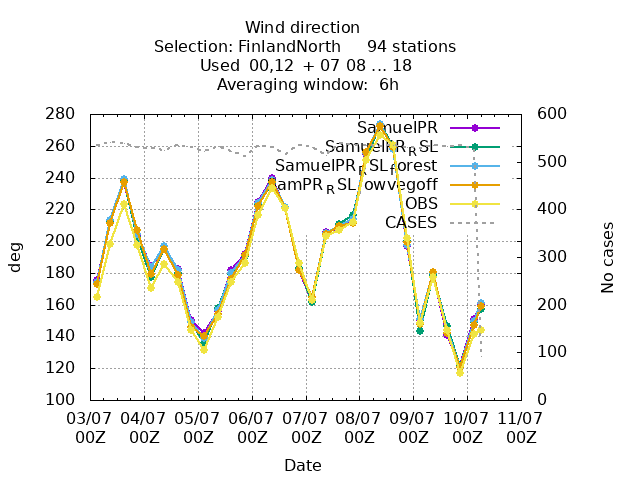 Wind direction
Selection: FinlandNorth 94 stations
Used 00,12 + 07 08 ... 18
Averaging window: 6h
280 600
SamuelPR
260 500
SamuelPR_RSL
SamuelPR_RSL_forest
240
SamPR_RSL_lowvegoff
400
220
OBS
CASES
200 300
180
160 200
140
120 100
100 0
deg
No cases
03/07 04/07 05/07 06/07 07/07 08/07 09/07 10/07 11/07
00Z 00Z 00Z 00Z 00Z 00Z 00Z 00Z 00Z
Date